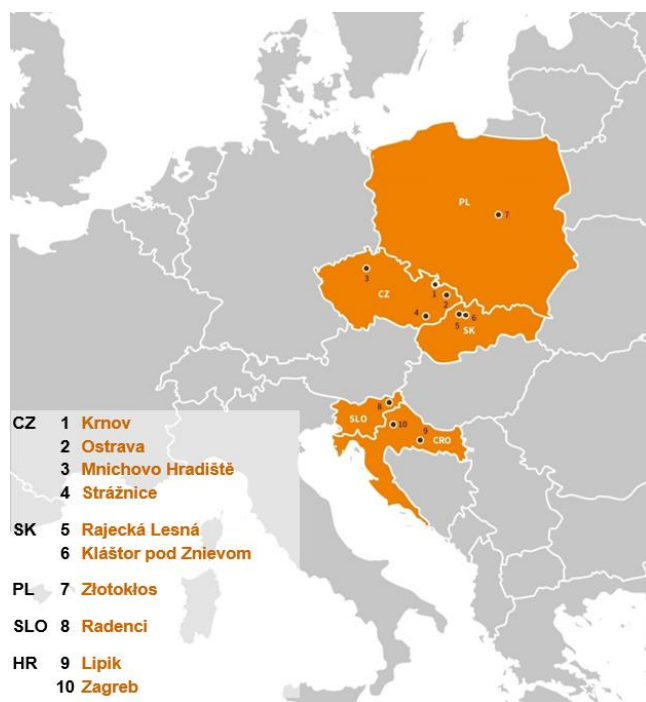 PL
7
3
CZ
1
2
4
5
6
SK
8
SLO
10
9
CRO
CZ 1 Krnov
2 Ostrava
3 Mnichovo Hradiště
4 Strážnice
SK 5 Rajecká Lesná
6 Kláštor pod Znievom
PL 7 Złotokłos
SLO 8 Radenci
HR 9 Lipik
10 Zagreb